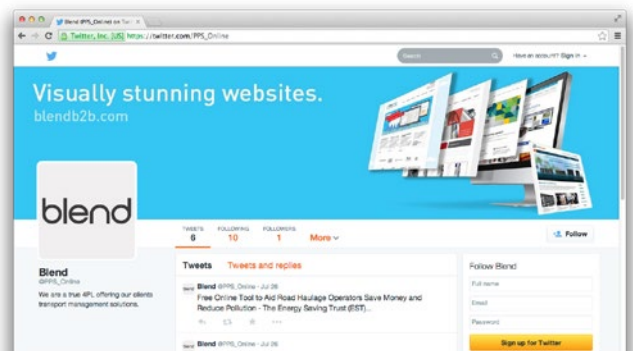 Blend (PPS_Online) on Twi
Twitter, Inc. [US] https://twitter.com/PPS_Online
Search
Have an account? Sign in
Visually stunning websites.
blendb2b.com
blend
TWEETS FOLLOWING FOLLOWERS
6 10 1 More
Follow
Blend
@PPS_Online
We are a true 4PL offering our clients
transport management solutions.
Tweets Tweets and replies
Blend @PPS_Online · Jul 26
Free Online Tool to Aid Road Haulage Operators Save Money and
Reduce Pollution - The Energy Saving Trust (EST)...
Blend @PPS_Online · Jul 26
Follow Blend
Full name
Email
Password
Sign up for Twitter